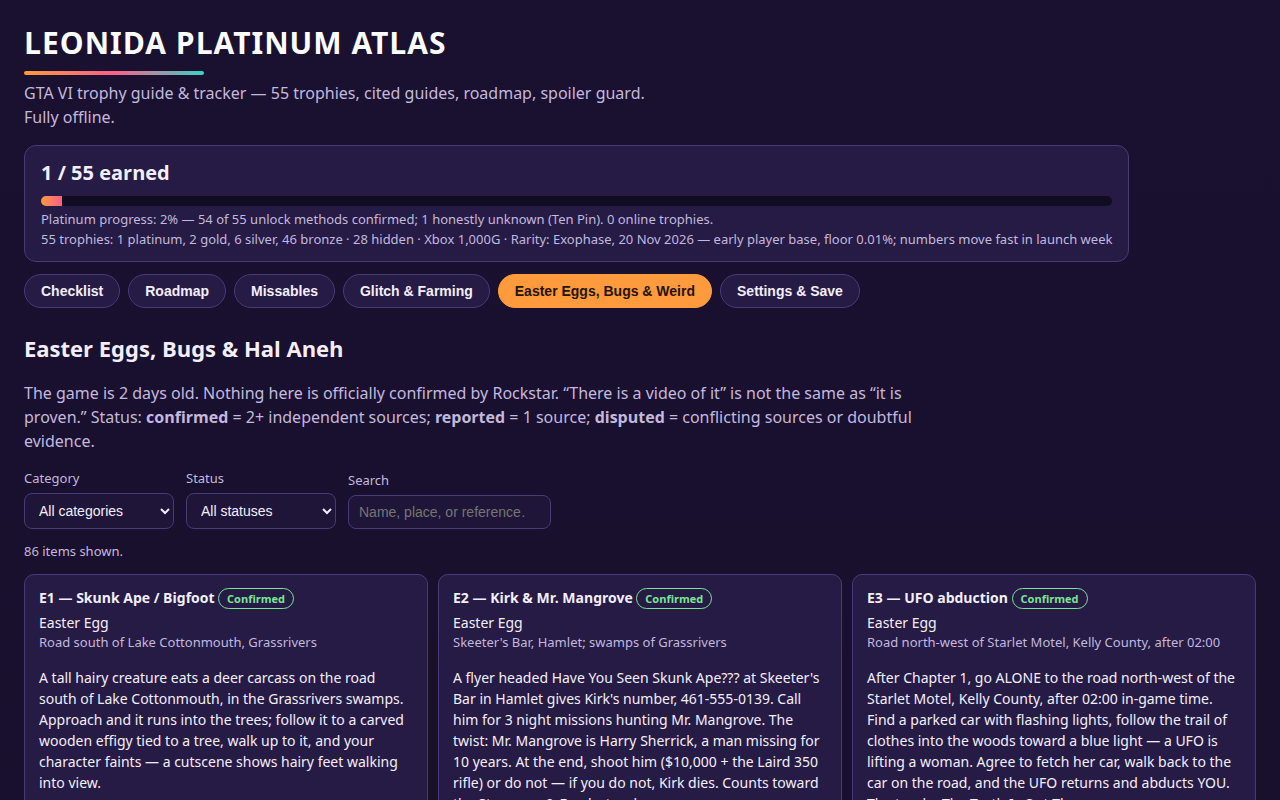 LEONIDA PLATINUM ATLAS
GTA VI trophy guide & tracker — 55 trophies, cited guides, roadmap, spoiler guard.
Fully offline.
1 / 55 earned
Platinum progress: 2% — 54 of 55 unlock methods confirmed; 1 honestly unknown (Ten Pin). 0 online trophies.
55 trophies: 1 platinum, 2 gold, 6 silver, 46 bronze · 28 hidden · Xbox 1,000G · Rarity: Exophase, 20 Nov 2026 — early player base, floor 0.01%; numbers move fast in launch week
Checklist
Roadmap
Missables
Glitch & Farming
Easter Eggs, Bugs & Weird
Settings & Save
Easter Eggs, Bugs & Hal Aneh
The game is 2 days old. Nothing here is officially confirmed by Rockstar. “There is a video of it” is not the same as “it is
proven.” Status: confirmed = 2+ independent sources; reported = 1 source; disputed = conflicting sources or doubtful
evidence.
Category
Status
Search
All categories
All statuses
Name, place, or reference.
86 items shown.
E1 — Skunk Ape / Bigfoot Confirmed
Easter Egg
Road south of Lake Cottonmouth, Grassrivers
A tall hairy creature eats a deer carcass on the road
south of Lake Cottonmouth, in the Grassrivers swamps.
Approach and it runs into the trees; follow it to a carved
wooden effigy tied to a tree, walk up to it, and your
character faints — a cutscene shows hairy feet walking
into view.
E2 — Kirk & Mr. Mangrove Confirmed
Easter Egg
Skeeter's Bar, Hamlet; swamps of Grassrivers
A flyer headed Have You Seen Skunk Ape??? at Skeeter's
Bar in Hamlet gives Kirk's number, 461-555-0139. Call
him for 3 night missions hunting Mr. Mangrove. The
twist: Mr. Mangrove is Harry Sherrick, a man missing for
10 years. At the end, shoot him ($10,000 + the Laird 350
rifle) or do not — if you do not, Kirk dies. Counts toward
E3 — UFO abduction Confirmed
Easter Egg
Road north-west of Starlet Motel, Kelly County, after 02:00
After Chapter 1, go ALONE to the road north-west of the
Starlet Motel, Kelly County, after 02:00 in-game time.
Find a parked car with flashing lights, follow the trail of
clothes into the woods toward a blue light — a UFO is
lifting a woman. Agree to fetch her car, walk back to the
car on the road, and the UFO returns and abducts YOU.